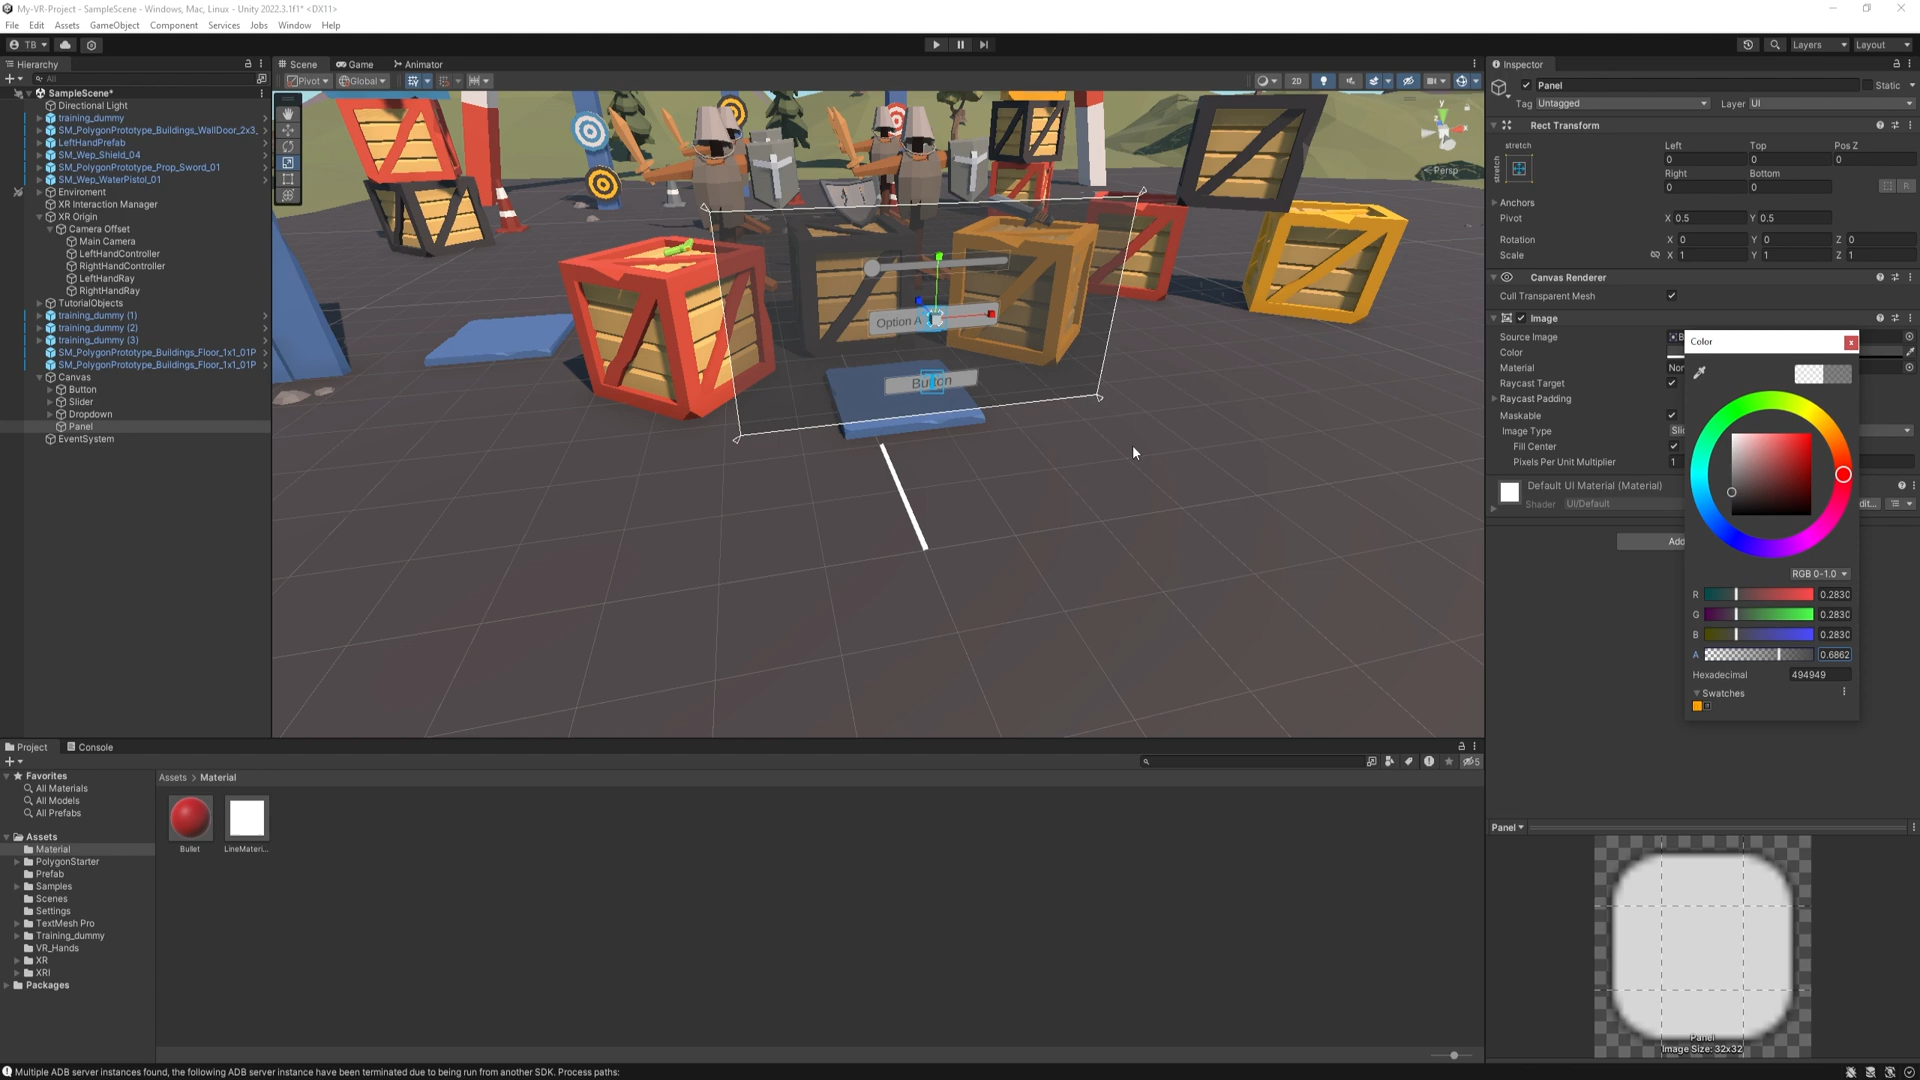 My-VR-Project - SampleScene - Windows, Mac, Linux - Unity 2022.3.1f1* <DX11>
File Edit Assets GameObject Component Services Jobs Window Help
TB Layers Layout
Hierarchy
All
SampleScene*
Directional Light
training_dummy
SM_PolygonPrototype_Buildings_WallDoor_2x3_
LeftHandPrefab
SM_Wep_Shield_04
SM_PolygonPrototype_Prop_Sword_01
SM_Wep_WaterPistol_01
Enviroment
XR Interaction Manager
XR Origin
Camera Offset
Main Camera
LeftHandController
RightHandController
LeftHandRay
RightHandRay
TutorialObjects
training_dummy (1)
training_dummy (2)
training_dummy (3)
SM_PolygonPrototype_Buildings_Floor_1x1_01P
SM_PolygonPrototype_Buildings_Floor_1x1_01P
Canvas
Button
Slider
Dropdown
Panel
EventSystem
Scene Game Animator
Pivot Global 2D
y
x
Persp
Option A
Button
Inspector
Panel Static
Tag Untagged Layer UI
Rect Transform
stretch Left Top Pos Z
stretch 0 0 0
Right Bottom
0 0 R
Anchors
Pivot X 0.5 Y 0.5
Rotation X 0 Y 0 Z 0
Scale X 1 Y 1 Z 1
Canvas Renderer
Cull Transparent Mesh
Image
Source Image
Color
Material Nor
Raycast Target
Raycast Padding
Maskable
Image Type Slic
Fill Center
Pixels Per Unit Multiplier 1
Default UI Material (Material)
Shader UI/Default dit...
Add
Color
x
RGB 0-1.0
R 0.2830
G 0.2830
B 0.2830
A 0.6862
Hexadecimal 494949
Swatches
Project Console
5
Favorites
All Materials
All Models
All Prefabs
Assets
Material
PolygonStarter
Prefab
Samples
Scenes
Settings
TextMesh Pro
Training_dummy
VR_Hands
XR
XRI
Packages
Assets > Material
Bullet LineMateri...
Panel
Panel
Image Size: 32x32
Multiple ADB server instances found, the following ADB server instance have been terminated due to being run from another SDK. Process paths: